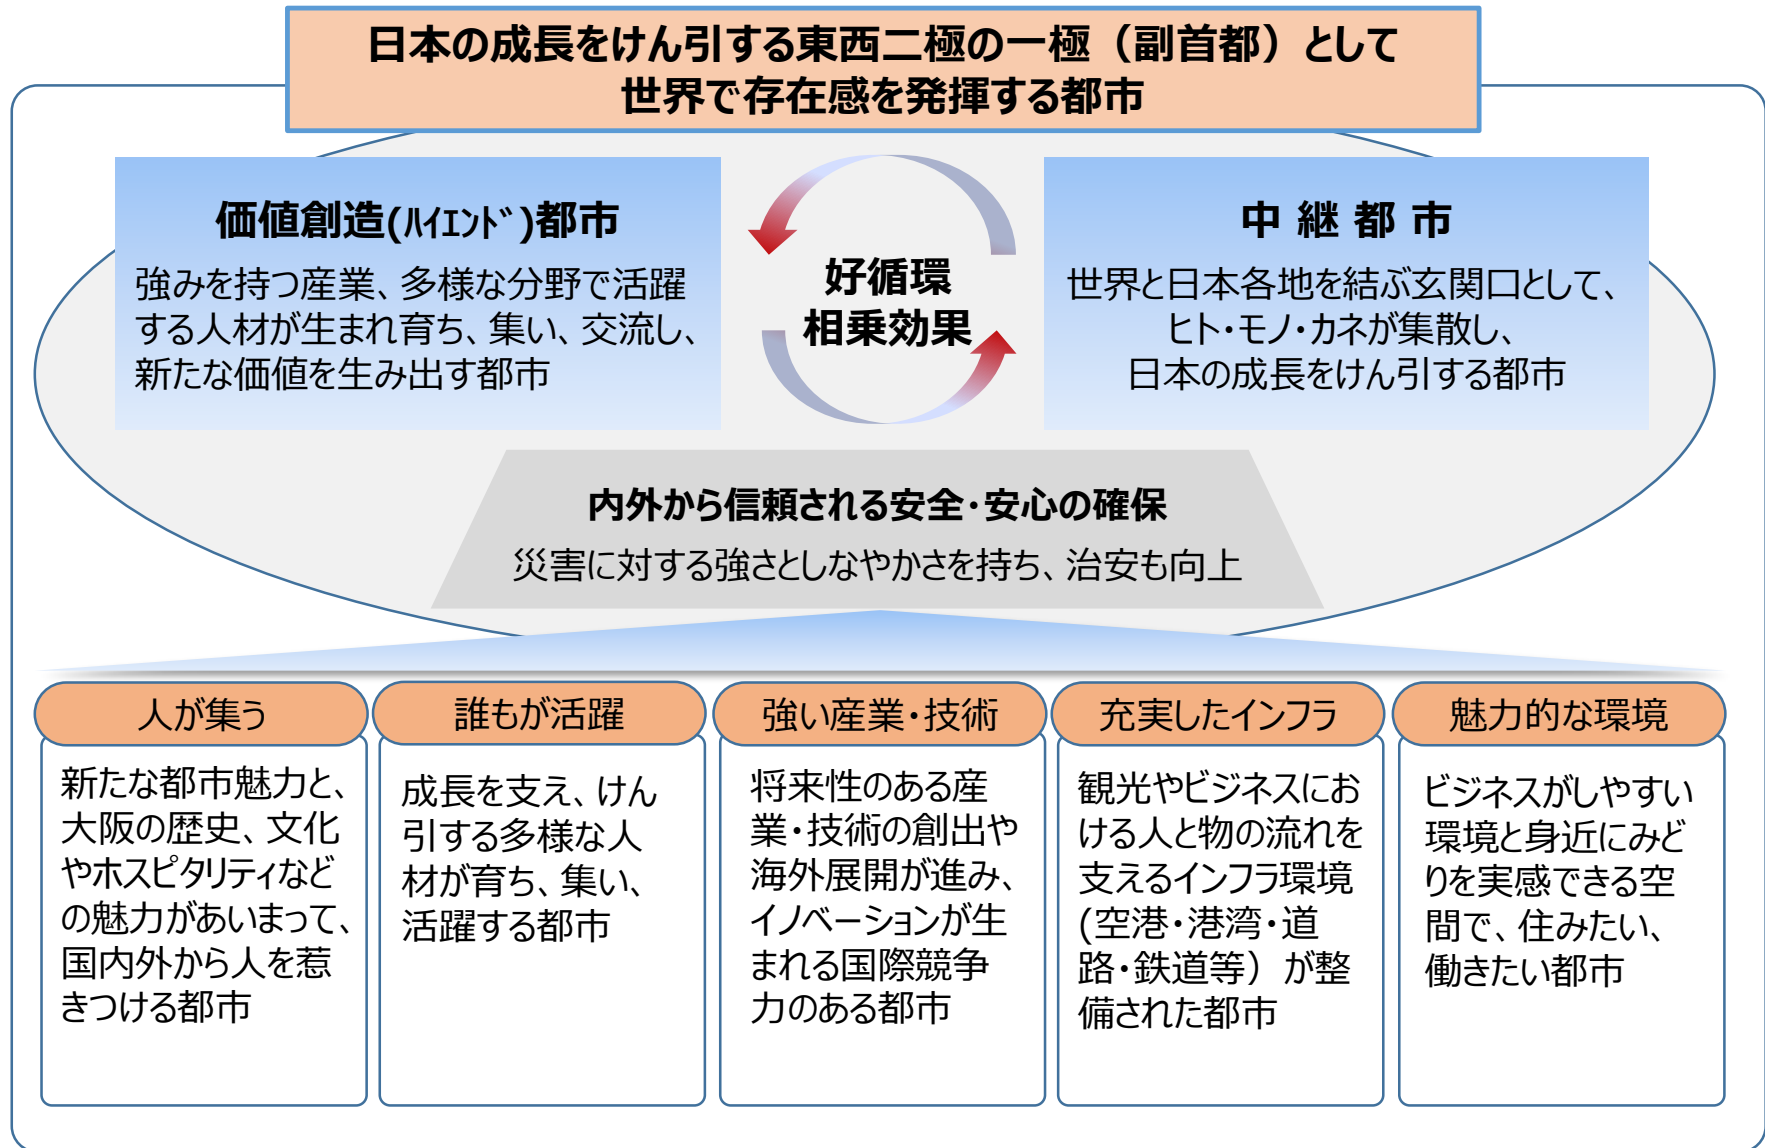 日本の成長をけん引する東西二極の一極（副首都）として
世界で存在感を発揮する都市
価値創造(ﾊｲｴﾝﾄﾞ)都市
強みを持つ産業、多様な分野で活躍
する人材が生まれ育ち、集い、交流し、
新たな価値を生み出す都市
好循環
相乗効果
中 継 都 市
世界と日本各地を結ぶ玄関口として、
ヒト・モノ・カネが集散し、
日本の成長をけん引する都市
内外から信頼される安全・安心の確保
災害に対する強さとしなやかさを持ち、治安も向上
人が集う
新たな都市魅力と、
大阪の歴史、文化
やホスピタリティなど
の魅力があいまって、
国内外から人を惹
きつける都市
誰もが活躍
成長を支え、けん
引する多様な人
材が育ち、集い、
活躍する都市
強い産業・技術
将来性のある産
業・技術の創出や
海外展開が進み、
イノベーションが生
まれる国際競争
力のある都市
充実したインフラ
観光やビジネスにお
ける人と物の流れを
支えるインフラ環境
(空港・港湾・道
路・鉄道等）が整
備された都市
魅力的な環境
ビジネスがしやすい
環境と身近にみど
りを実感できる空
間で、住みたい、
働きたい都市